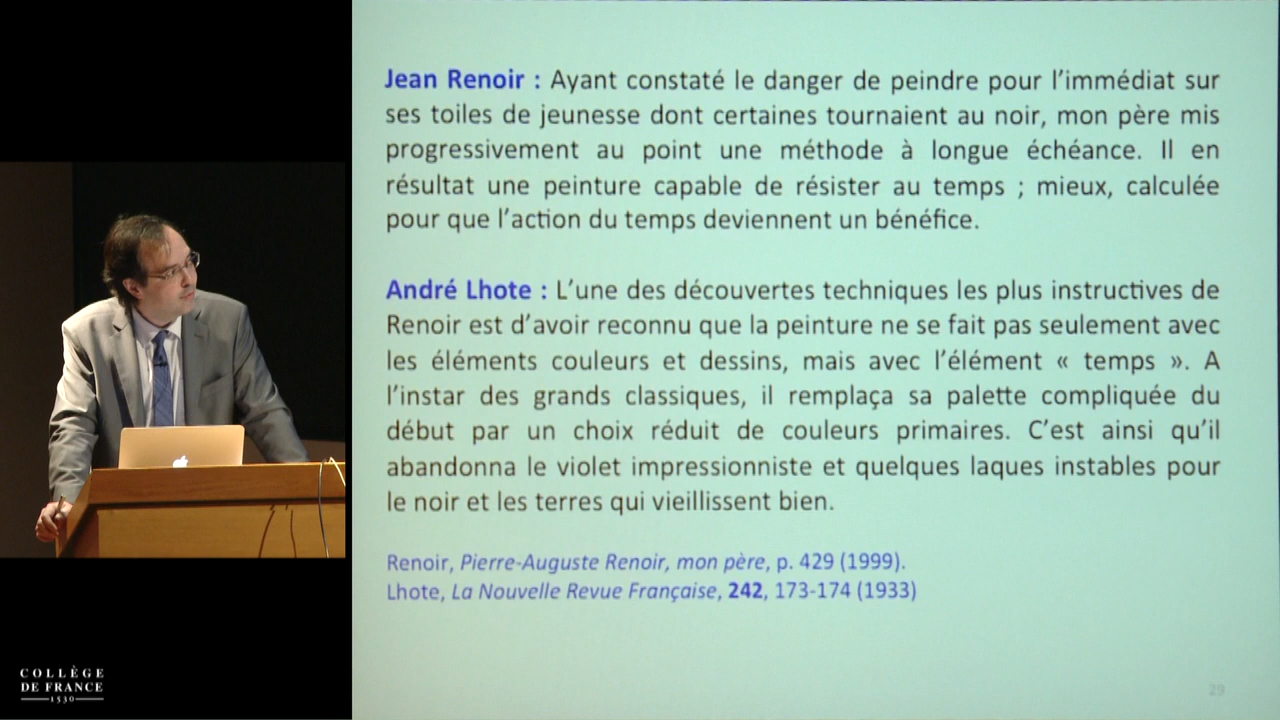 Jean Renoir : Ayant constaté le danger de peindre pour l'immédiat sur
ses toiles de jeunesse dont certaines tournaient au noir, mon père mis
progressivement au point une méthode à longue échéance. Il en
résultat une peinture capable de résister au temps ; mieux, calculée
pour que l'action du temps deviennent un bénéfice.
André Lhote : L'une des découvertes techniques les plus instructives de
Renoir est d'avoir reconnu que la peinture ne se fait pas seulement avec
les éléments couleurs et dessins, mais avec l'élément « temps ». A
l'instar des grands classiques, il remplaça sa palette compliquée du
début par un choix réduit de couleurs primaires. C'est ainsi qu'il
abandonna le violet impressionniste et quelques laques instables pour
le noir et les terres qui vieillissent bien.
Renoir, Pierre-Auguste Renoir, mon père, p. 429 (1999).
Lhote, La Nouvelle Revue Française, 242, 173-174 (1933)
29
COLLÈGE
DE FRANCE
1530